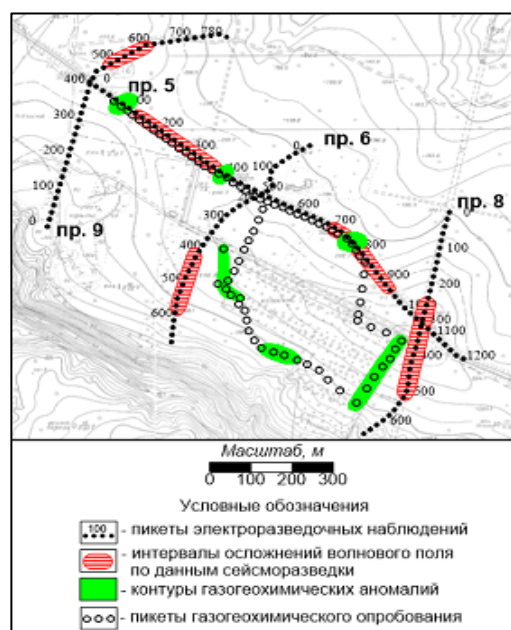 600 700 780
500
400 0 пр. 5
300
200
100
0
пр. 9
0 пр. 6
100
300
400
500
600
600
700
800
900
пр. 8
0
100
200
1100
1200
400
500
600
Масштаб, м
0 100 200 300
Условные обозначения
100 - пикеты электроразведочных наблюдений
- интервалы осложнений волнового поля
по данным сейсморазведки
- контуры газогеохимических аномалий
- пикеты газогеохимического опробования